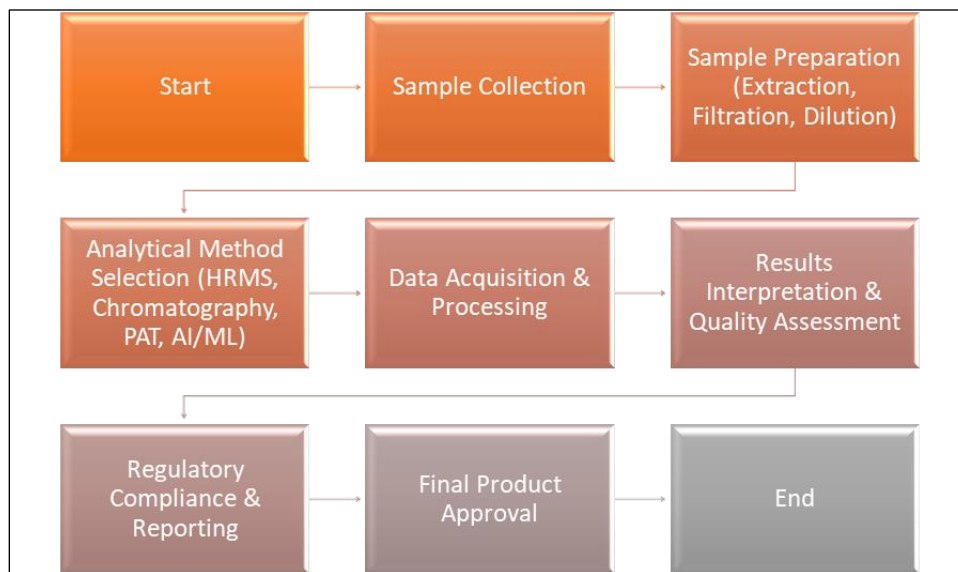 Start
Sample Collection
Sample Preparation
(Extraction,
Filtration, Dilution)
Analytical Method
Selection (HRMS,
Chromatography,
PAT, AI/ML)
Data Acquisition &
Processing
Results
Interpretation &
Quality Assessment
Regulatory
Compliance &
Reporting
Final Product
Approval
End